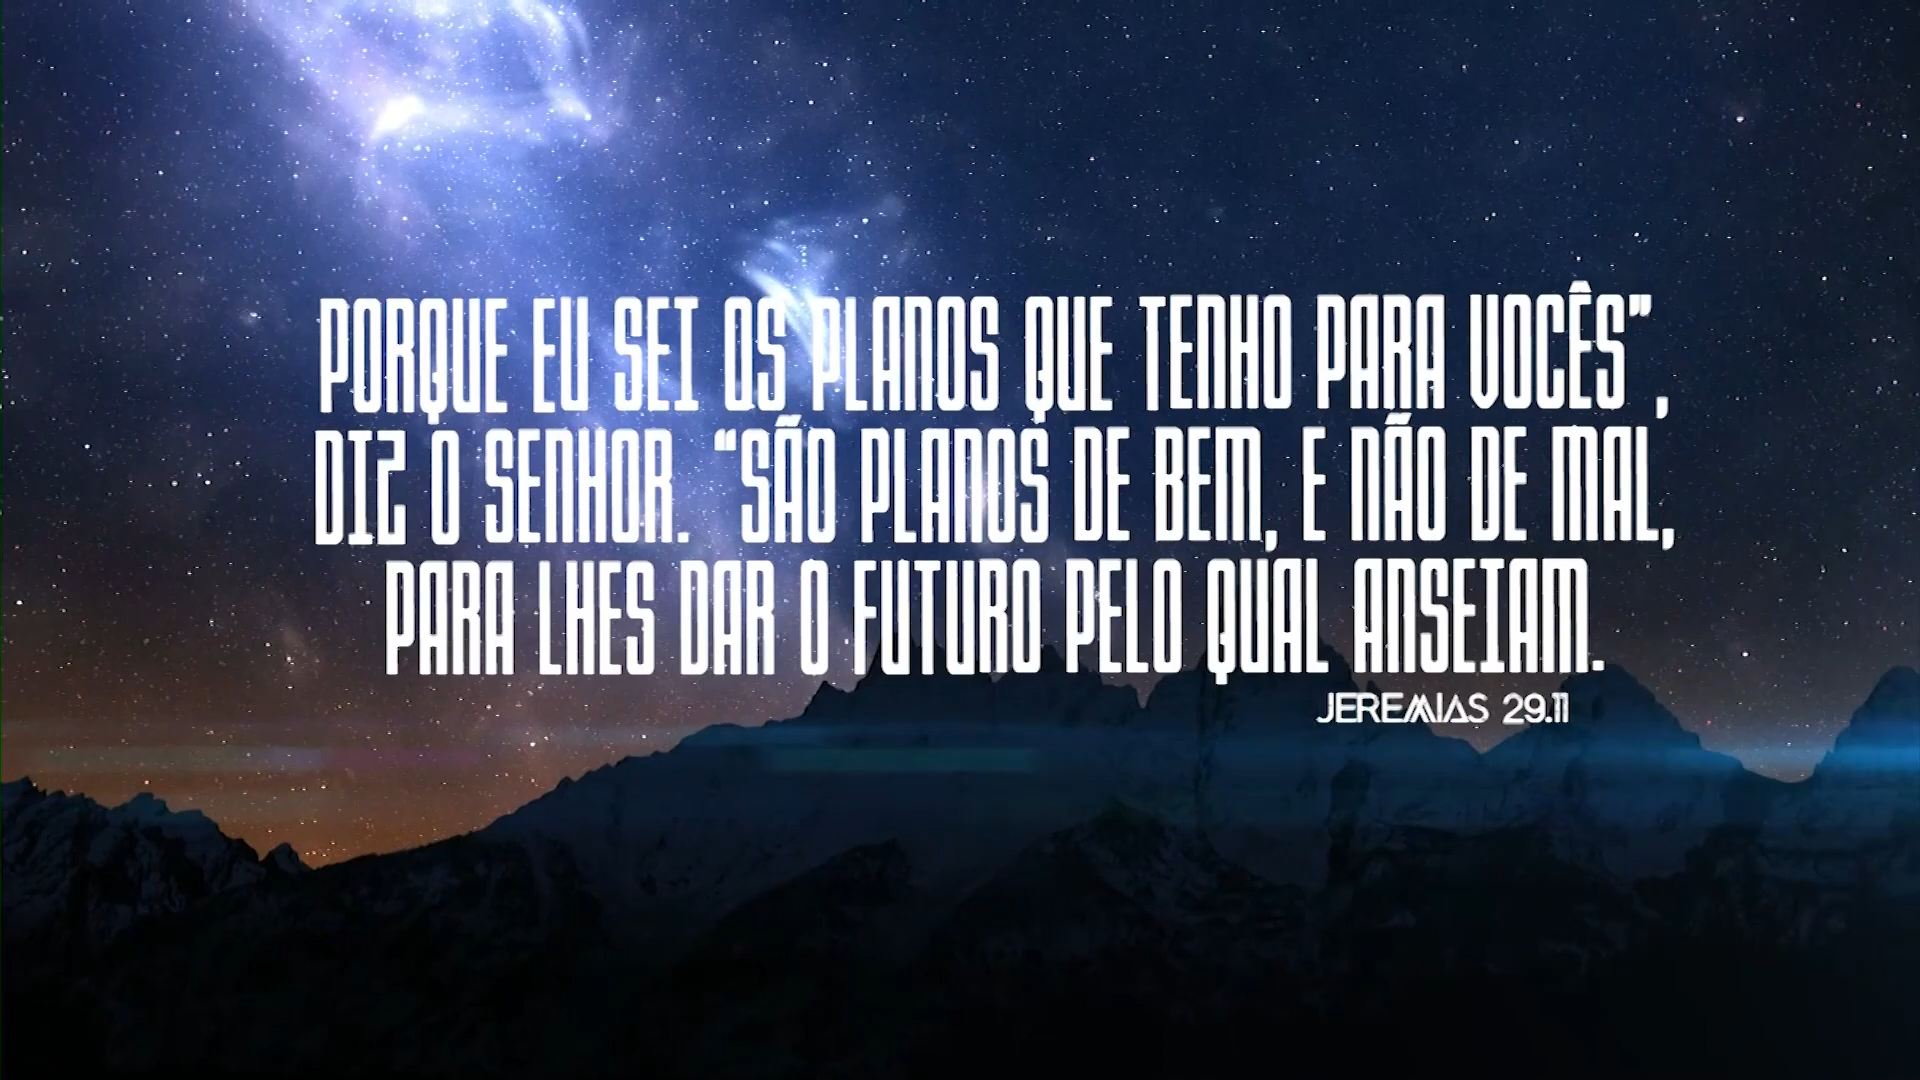 PORQUE EU SEI OS PLANOS QUE TENHO PARA VOCÊS”,
DIZ O SENHOR. “SÃO PLANOS DE BEM, E NÃO DE MAL,
PARA LHES DAR O FUTURO PELO QUAL ANSEIAM.
JEREMIAS 29.11